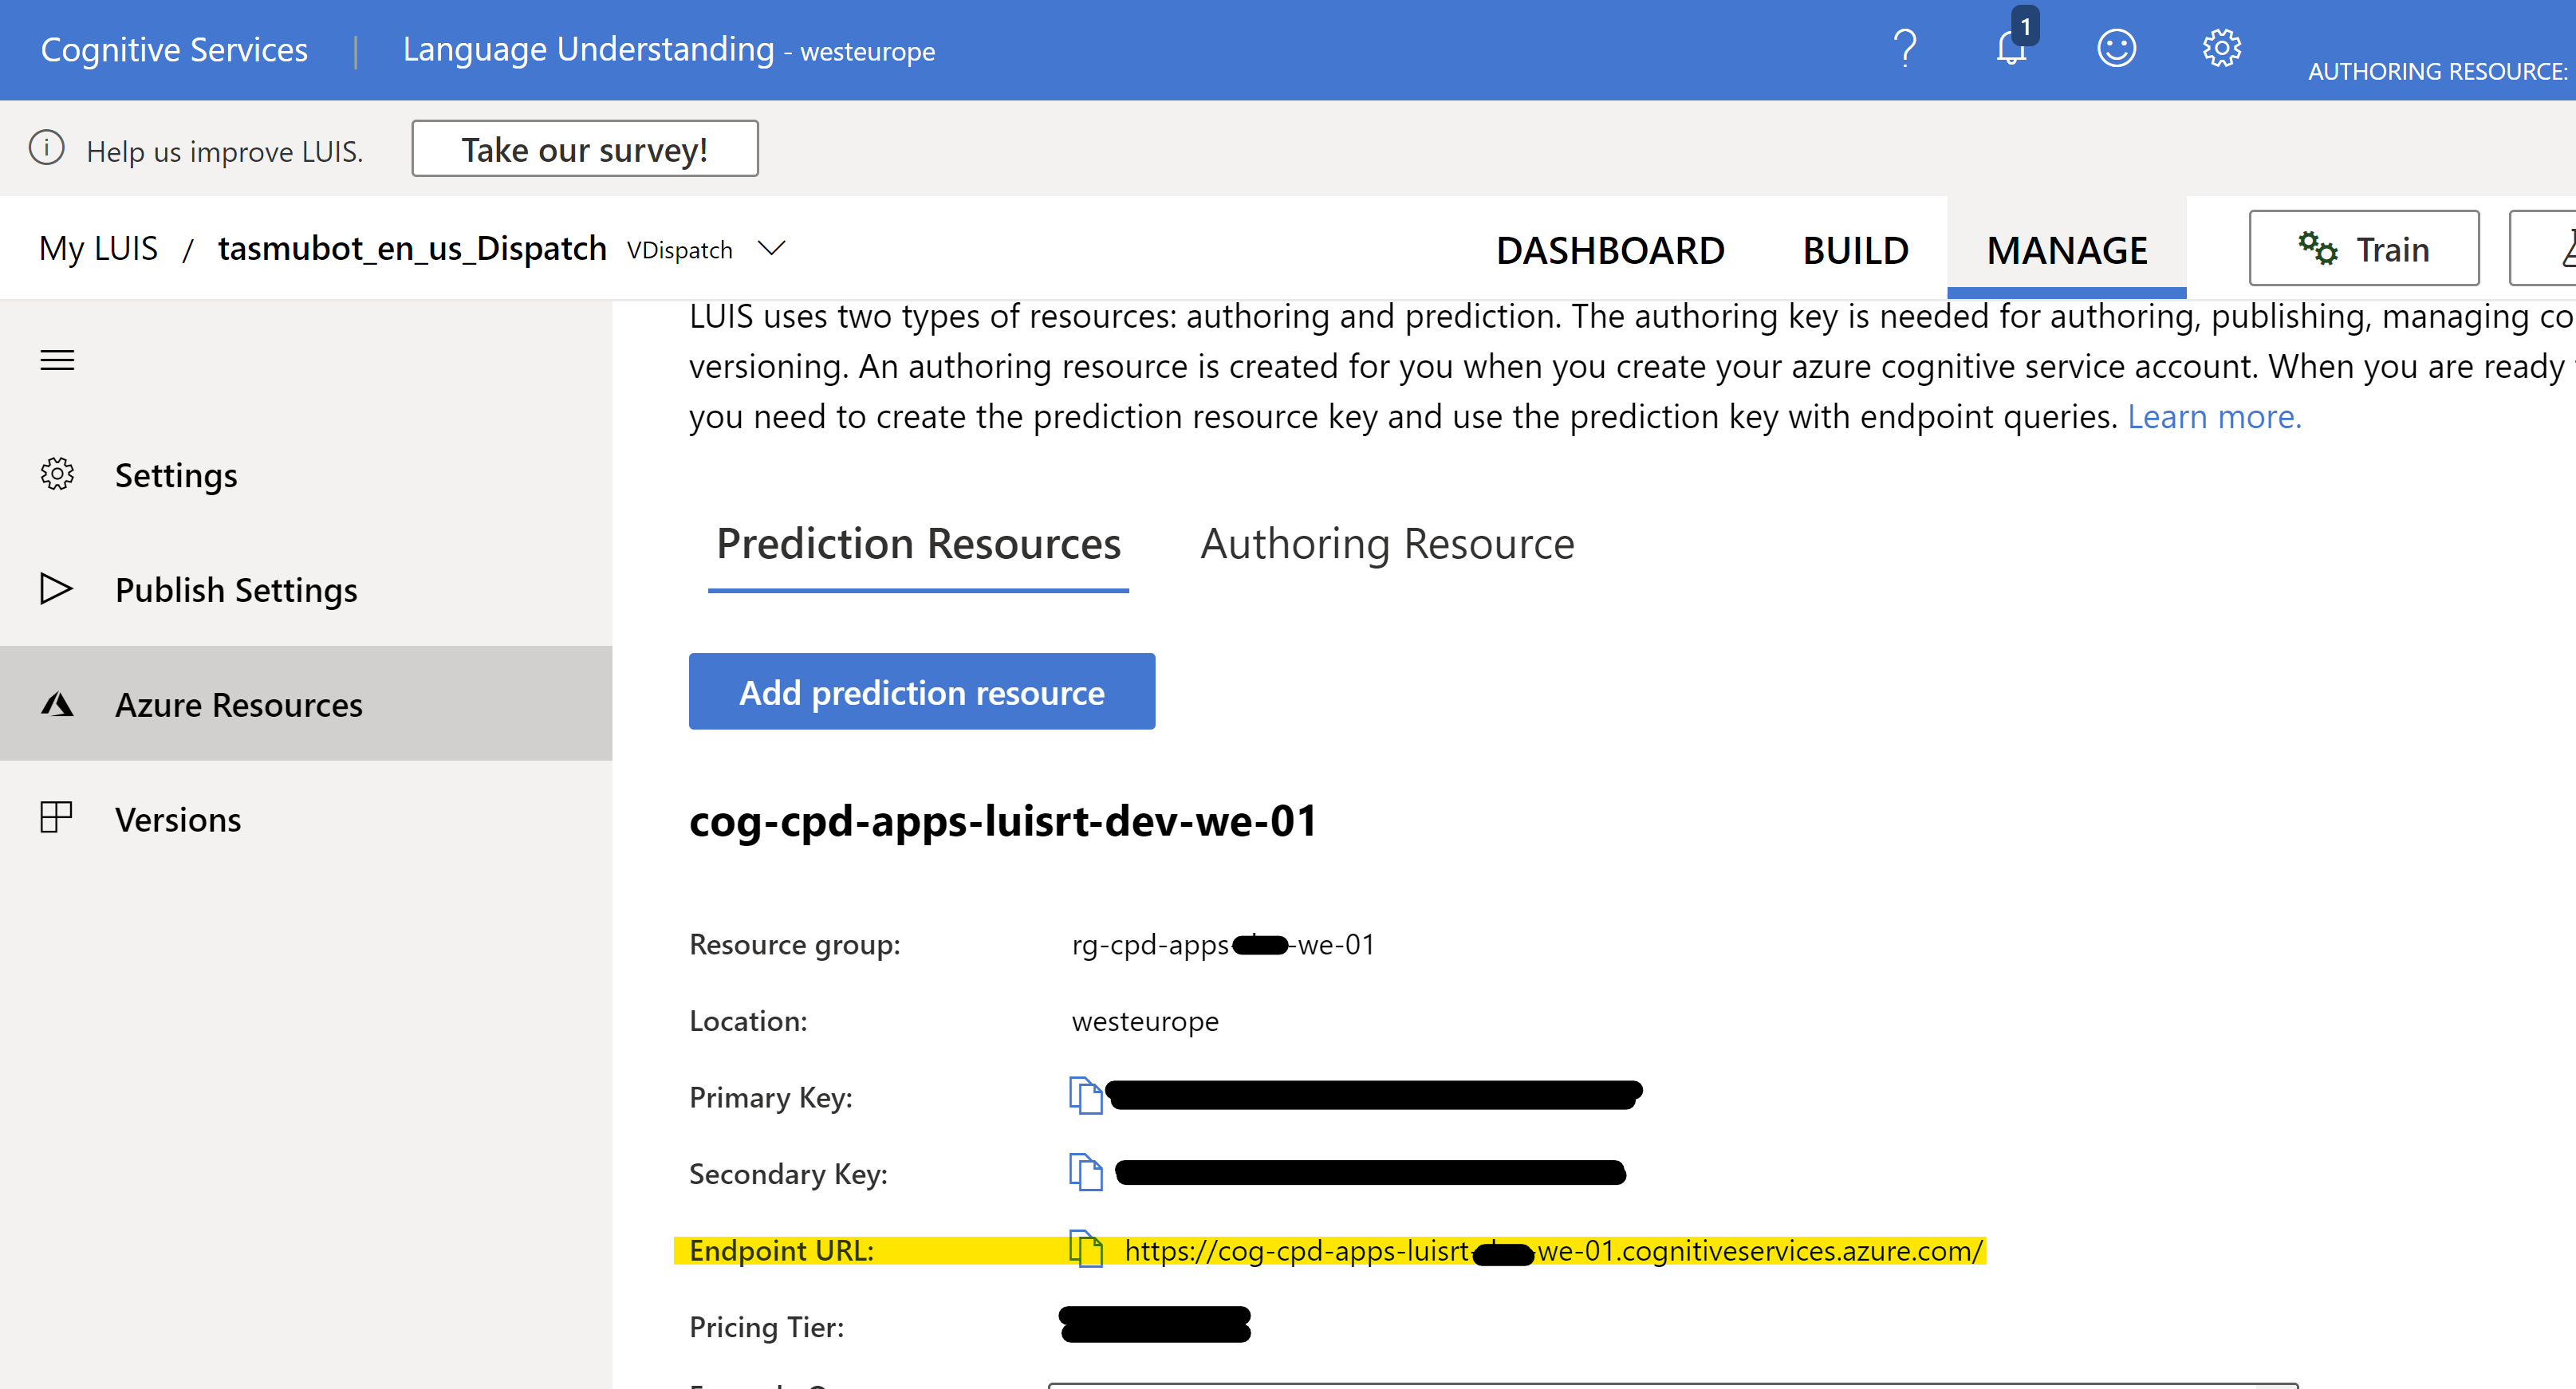 Cognitive Services | Language Understanding - westeurope
1
AUTHORING RESOURCE:
Help us improve LUIS.
Take our survey!
My LUIS / tasmubot_en_us_Dispatch VDispatch
DASHBOARD BUILD MANAGE Train
LUIS uses two types of resources: authoring and prediction. The authoring key is needed for authoring, publishing, managing co
versioning. An authoring resource is created for you when you create your azure cognitive service account. When you are ready
you need to create the prediction resource key and use the prediction key with endpoint queries. Learn more.
Settings
Publish Settings
Azure Resources
Versions
Prediction Resources Authoring Resource
Add prediction resource
cog-cpd-apps-luisrt-dev-we-01
Resource group: rg-cpd-apps- -we-01
Location: westeurope
Primary Key:
Secondary Key:
Endpoint URL: https://cog-cpd-apps-luisrt- -we-01.cognitiveservices.azure.com/
Pricing Tier: